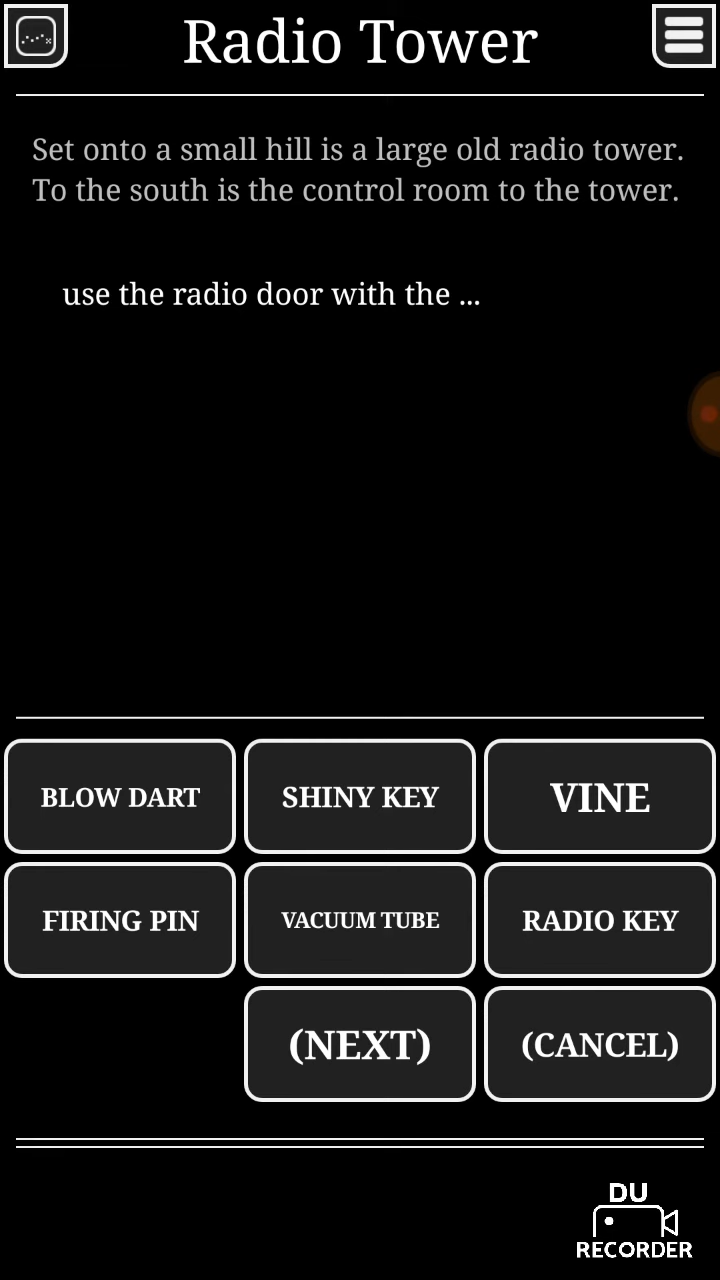 Radio Tower
Set onto a small hill is a large old radio tower.
To the south is the control room to the tower.
use the radio door with the ...
BLOW DART
SHINY KEY
VINE
FIRING PIN
VACUUM TUBE
RADIO KEY
(NEXT)
(CANCEL)
DU
RECORDER